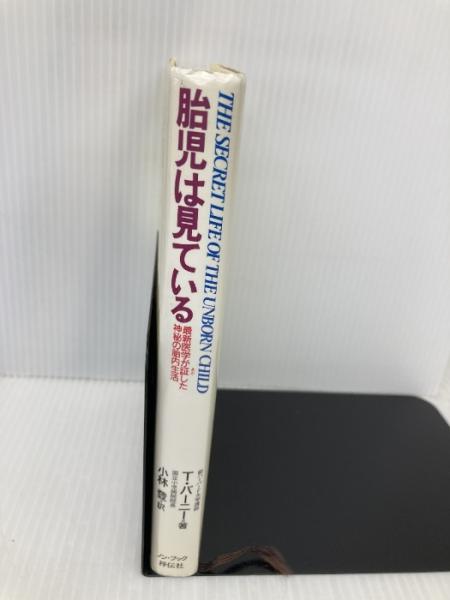 THE SECRET LIFE OF THE UNBORN CHILD
胎児は見ている
最新医学が証した
神秘の胎内生活
T・バーニー著
小林 登訳
ノン・ブック
祥伝社